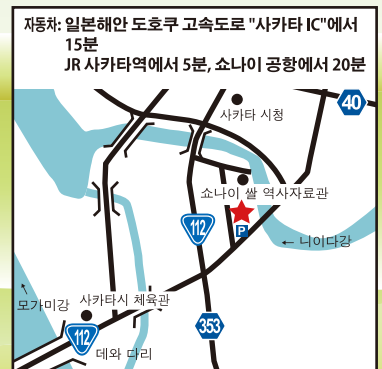 자동차: 일본해안 도호쿠 고속도로 "사카타 IC"에서
15분
JR 사카타역에서 5분, 쇼나이 공항에서 20분
사카타 시청
40
쇼나이 쌀 역사자료관
112
P
← 니이다강
모가미강
사카타시 체육관
353
112
데와 다리